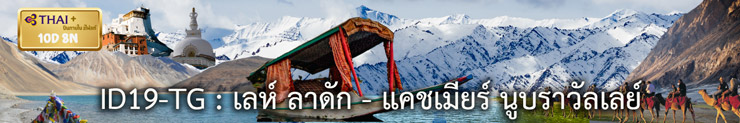 THAI +
10D 8N
ID19-TG : เลห์ ลาดัก - แคชเมียร์ นูบราวัลเลย์